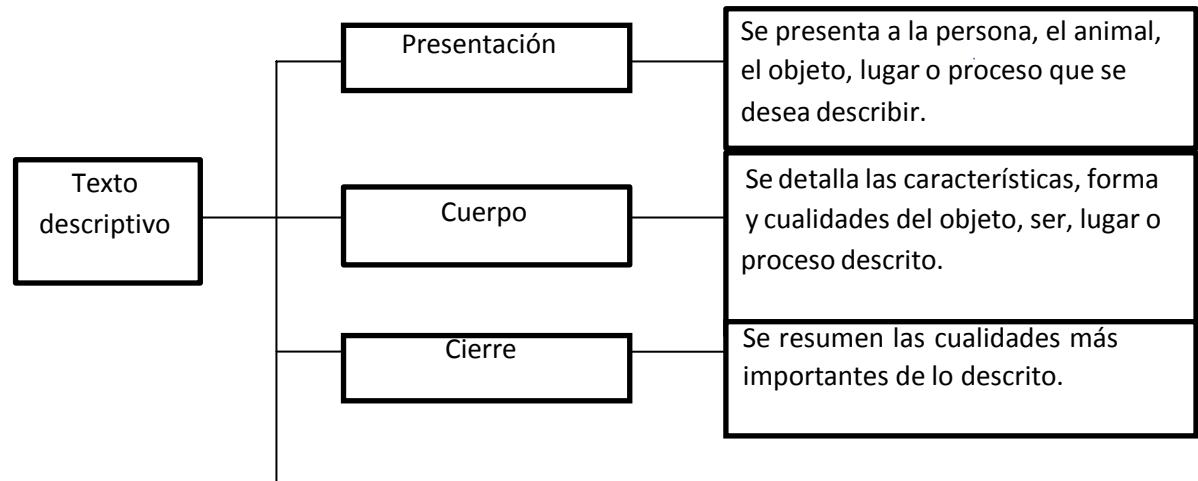 Texto
descriptivo
Presentación
Se presenta a la persona, el animal,
el objeto, lugar o proceso que se
desea describir.
Cuerpo
Se detalla las características, forma
y cualidades del objeto, ser, lugar o
proceso descrito.
Cierre
Se resumen las cualidades más
importantes de lo descrito.